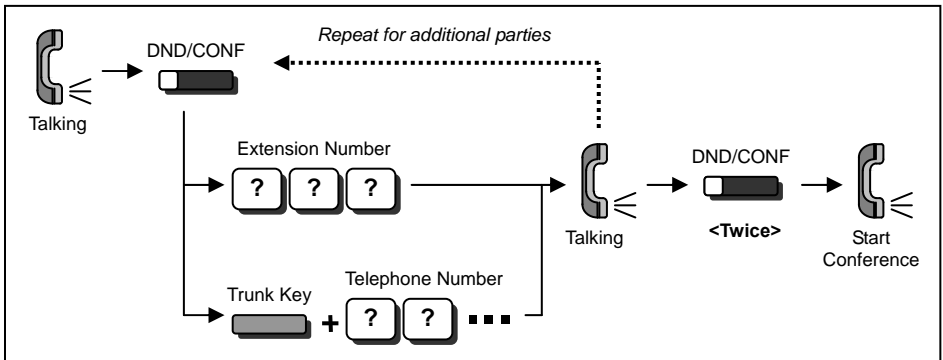 Repeat for additional parties
DND/CONF
Talking
Extension Number
? ? ?
Trunk Key
+
Telephone Number
? ? ...
Talking
DND/CONF
<Twice>
Start
Conference